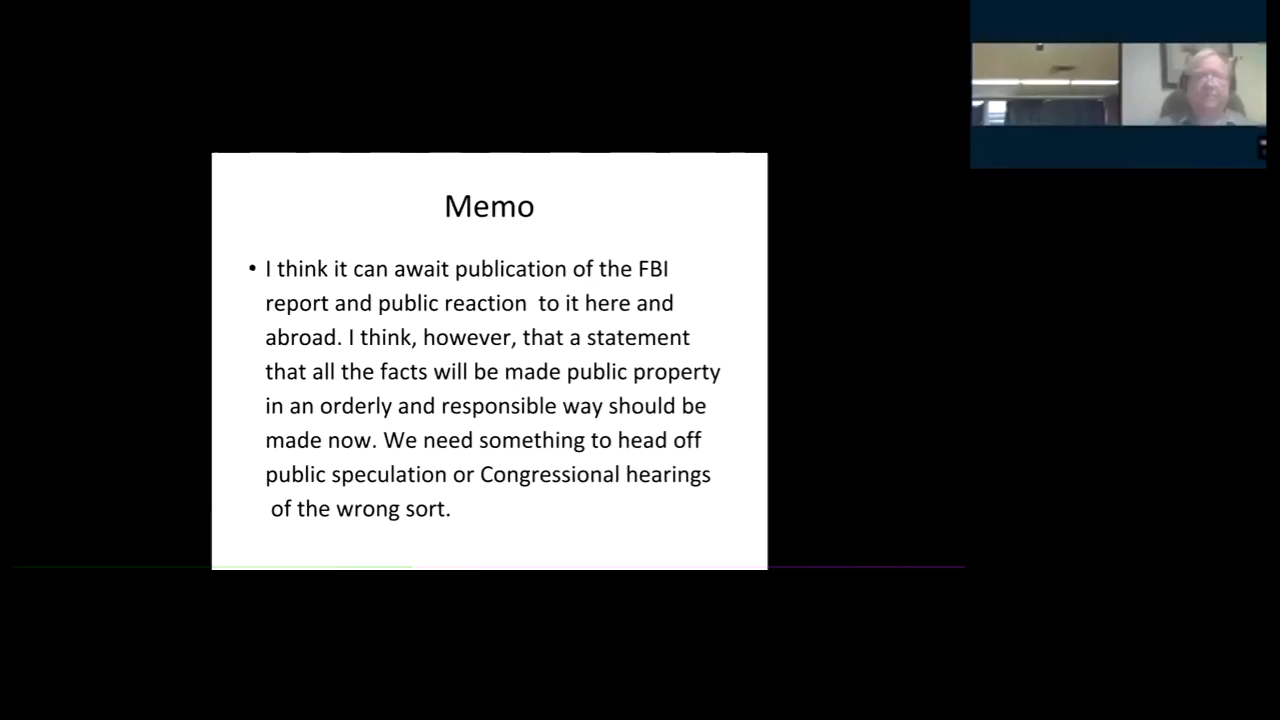 Memo
• I think it can await publication of the FBI
report and public reaction  to it here and
abroad. I think, however, that a statement
that all the facts will be made public property
in an orderly and responsible way should be
made now. We need something to head off
public speculation or Congressional hearings
of the wrong sort.